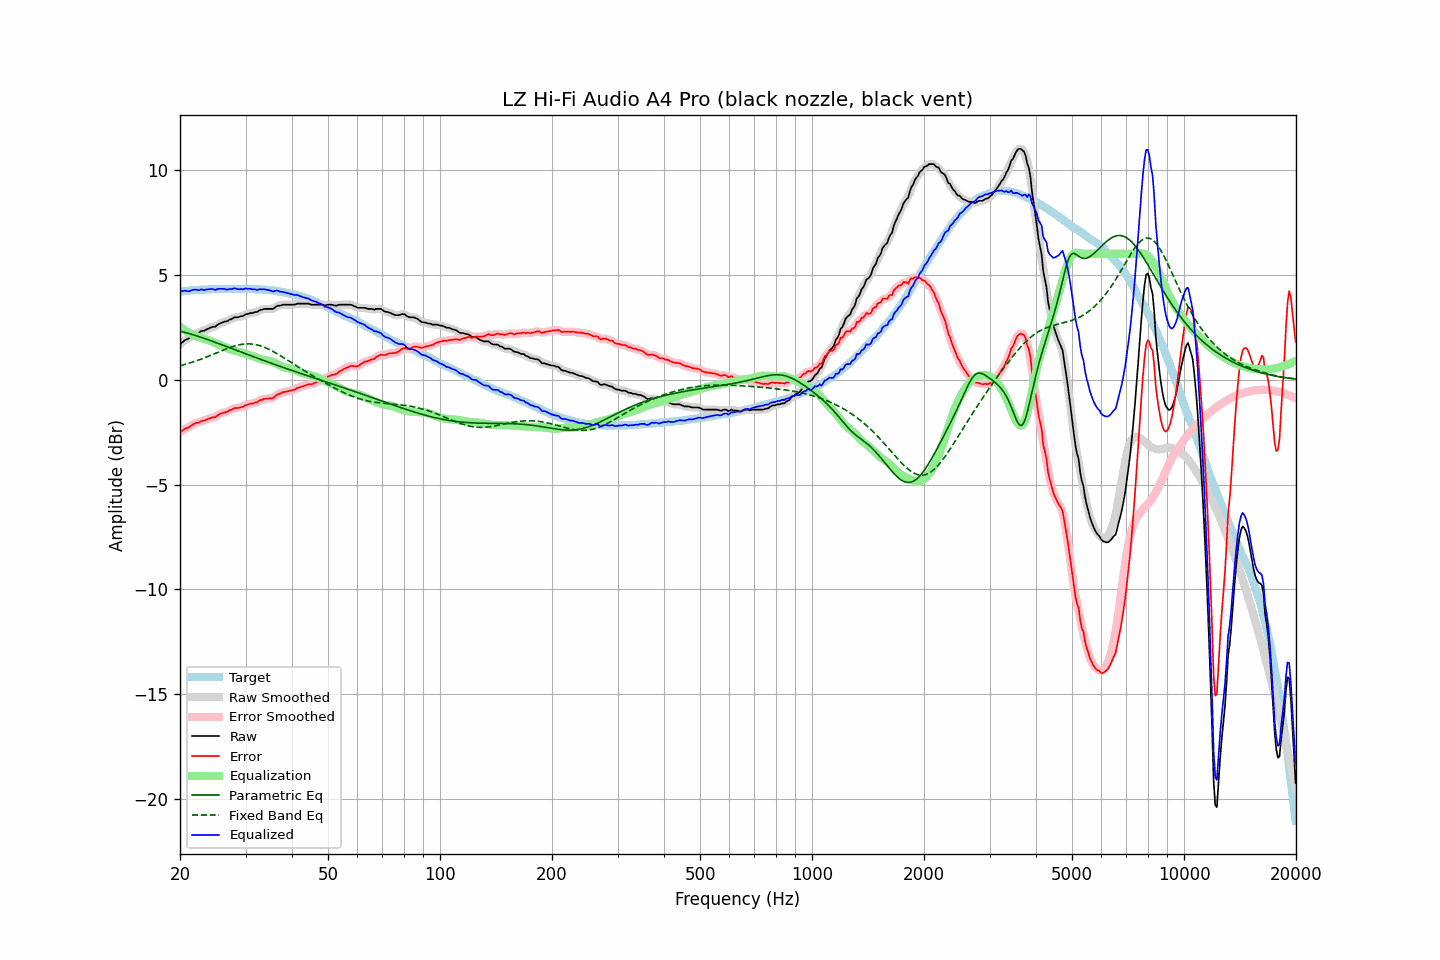 LZ Hi-Fi Audio A4 Pro (black nozzle, black vent)
Amplitude (dBr)
10
5
0
−5
−10
−15
−20
Target
Raw Smoothed
Error Smoothed
Raw
Error
Equalization
Parametric Eq
Fixed Band Eq
Equalized
20 50 100 200 500 1000 2000 5000 10000 20000
Frequency (Hz)